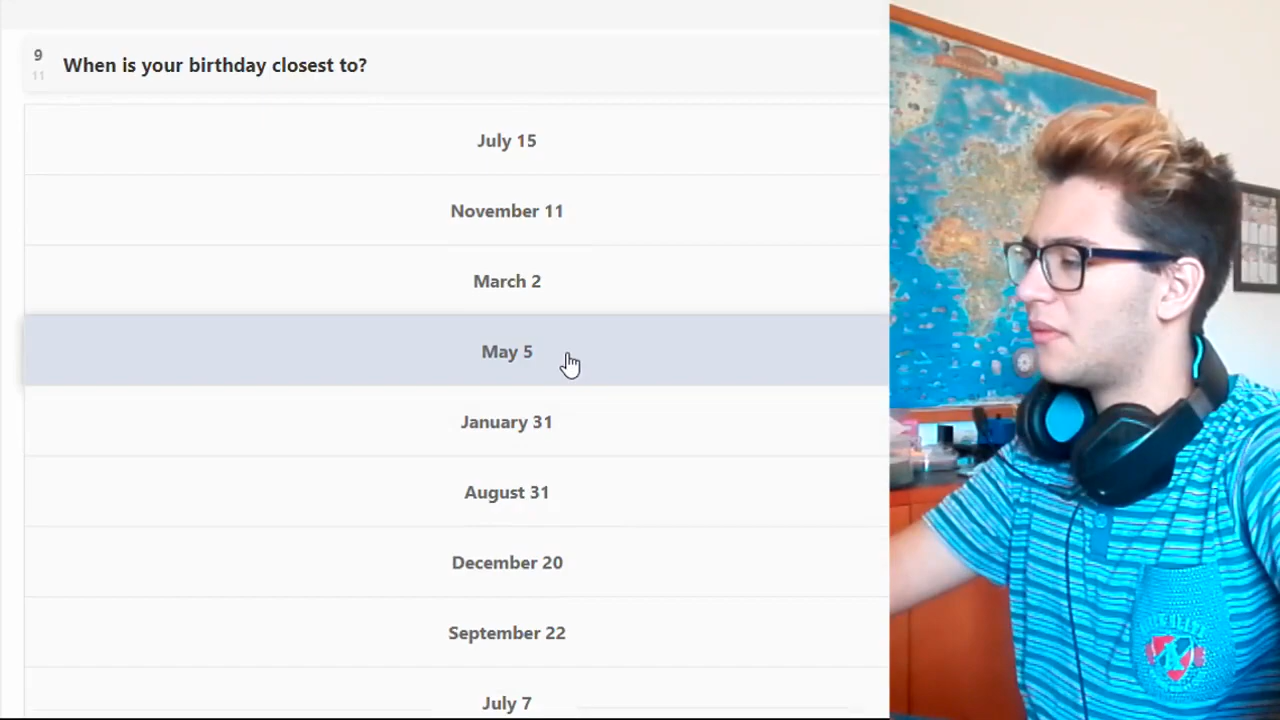 9
11
When is your birthday closest to?
July 15
November 11
March 2
May 5
January 31
August 31
December 20
September 22
July 7